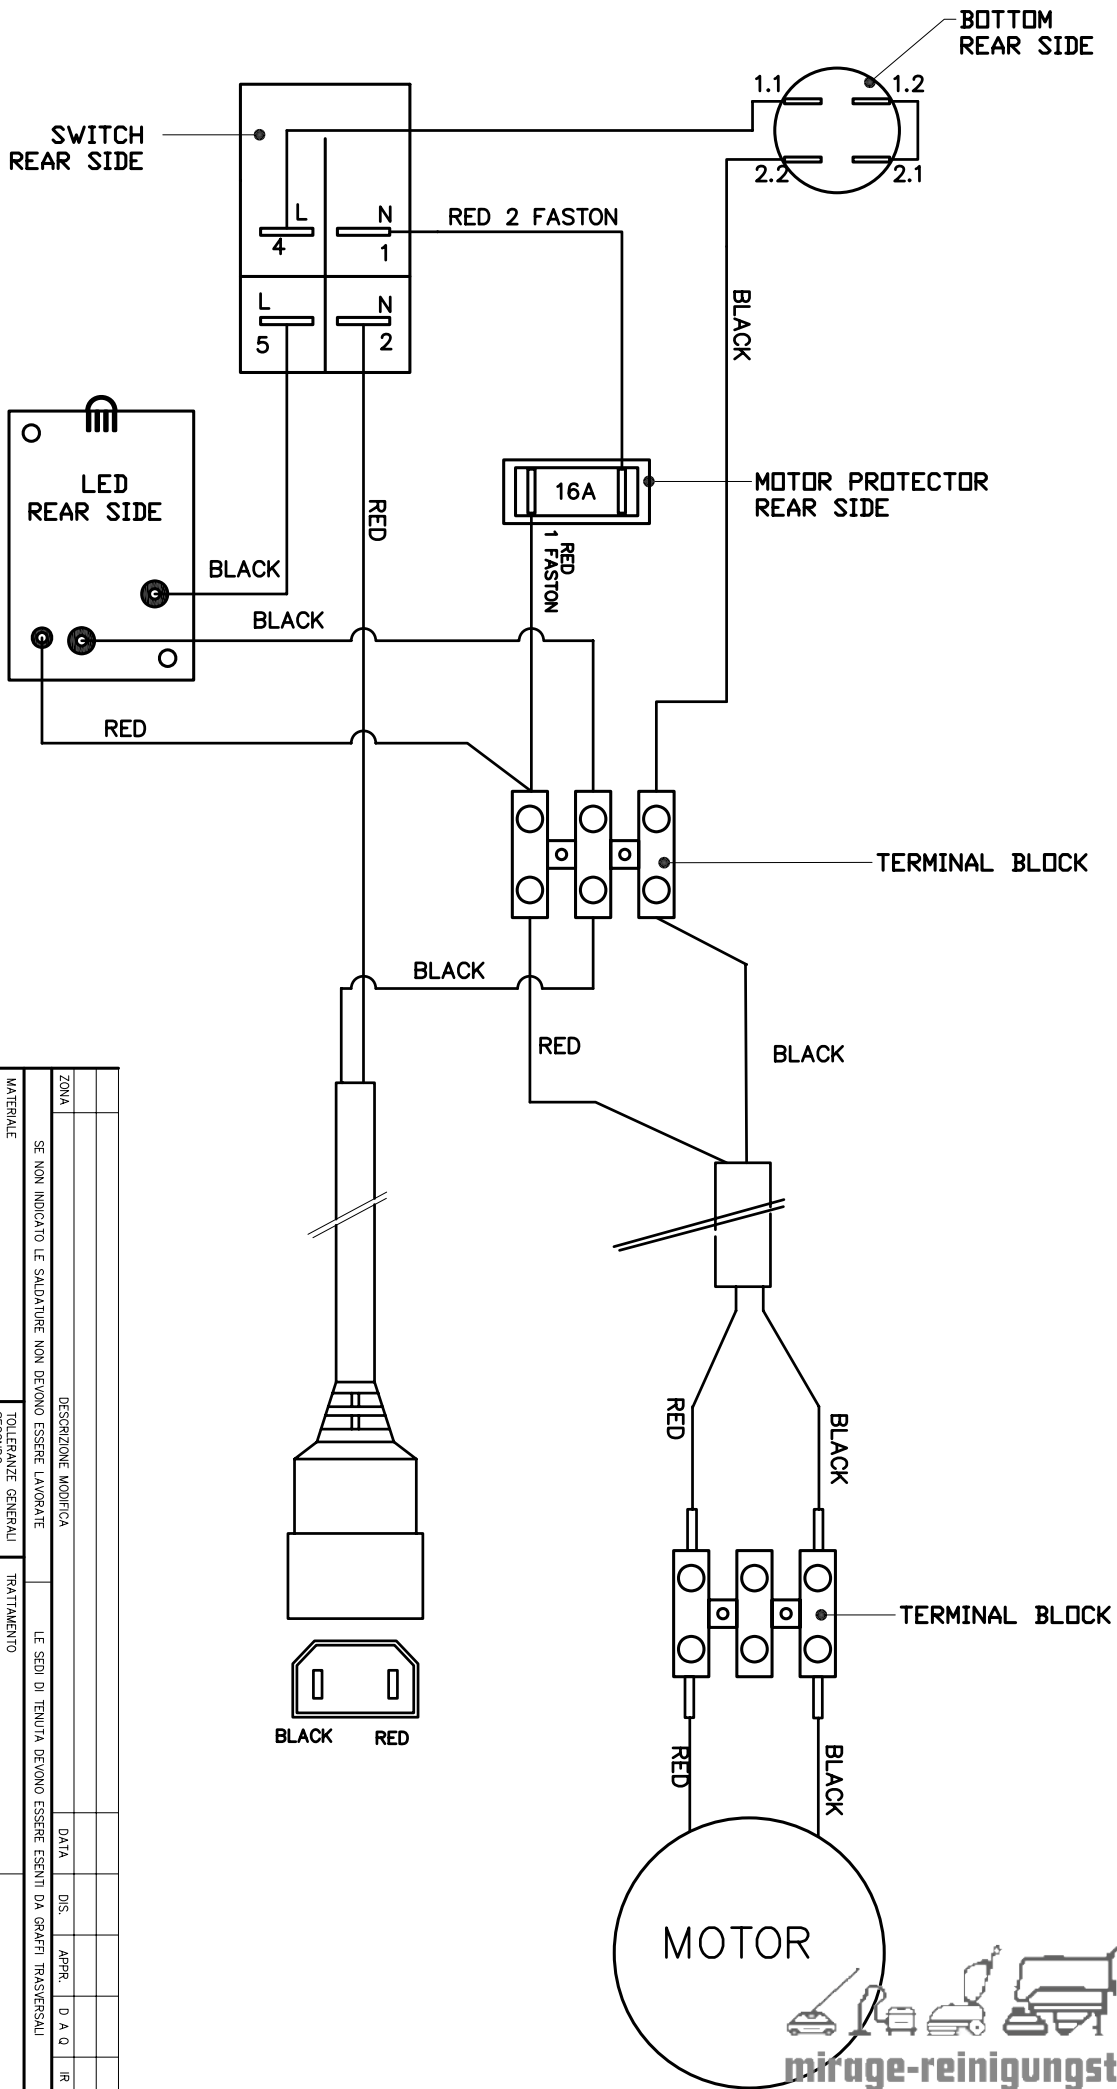 BOTTOM
REAR SIDE
1.1
1.2
SWITCH
REAR SIDE
2.2
2.1
L
N
RED 2 FASTON
4
1
L
N
5
2
BLACK
LED
REAR SIDE
16A
MOTOR PROTECTOR
REAR SIDE
RED
RED
1 FASTON
BLACK
BLACK
RED
TERMINAL BLOCK
BLACK
RED
BLACK
RED
BLACK
TERMINAL BLOCK
BLACK
RED
RED
BLACK
MOTOR
ZONA
DESCRIZIONE MODIFICA
DATA
DIS.
APPR.
D A Q
IR
SE NON INDICATO LE SALDATURE NON DEVONO ESSERE LAVORATE
LE SEDI DI TENUTA DEVONO ESSERE ESENTI DA GRAFFI TRASVERSALI
MATERIALE
TOLLERANZE GENERALI
TRATTAMENTO
mirage-reinigungst